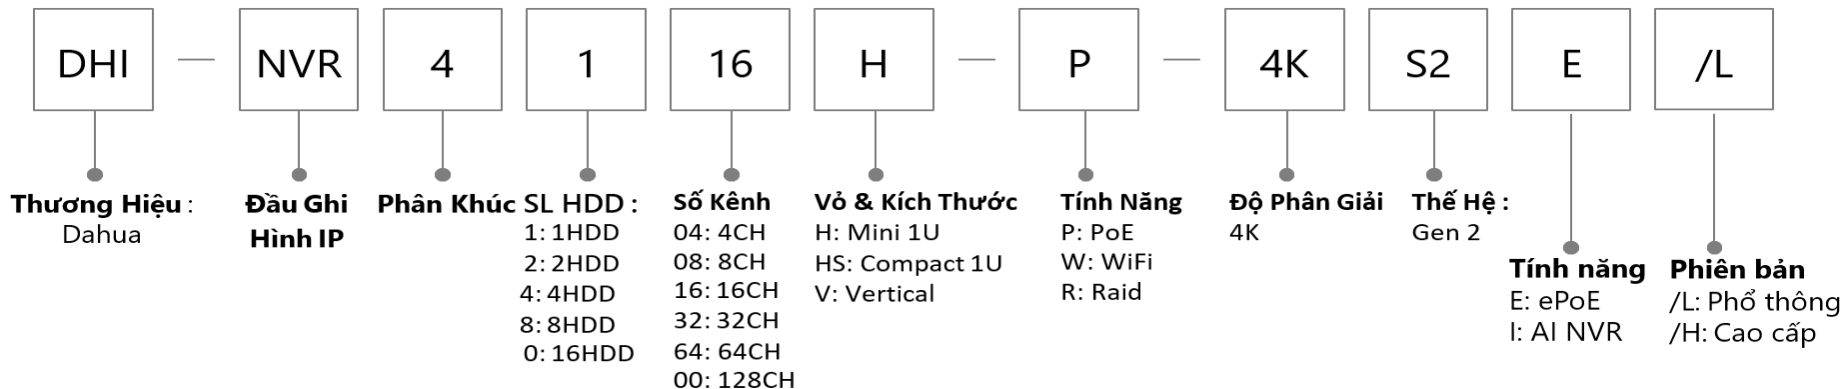 DHI — NVR 4 1 16 H — P — 4K S2 E /L
Thương Hiệu :
Dahua
Đầu Ghi
Hình IP
Phân Khúc
SL HDD :
1: 1HDD
2: 2HDD
4: 4HDD
8: 8HDD
0: 16HDD
Số Kênh
04: 4CH
08: 8CH
16: 16CH
32: 32CH
64: 64CH
00: 128CH
Vỏ & Kích Thước
H: Mini 1U
HS: Compact 1U
V: Vertical
Tính Năng
P: PoE
W: WiFi
R: Raid
Độ Phân Giải
4K
Thế Hệ :
Gen 2
Tính năng
E: ePoE
I: AI NVR
Phiên bản
/L: Phổ thông
/H: Cao cấp